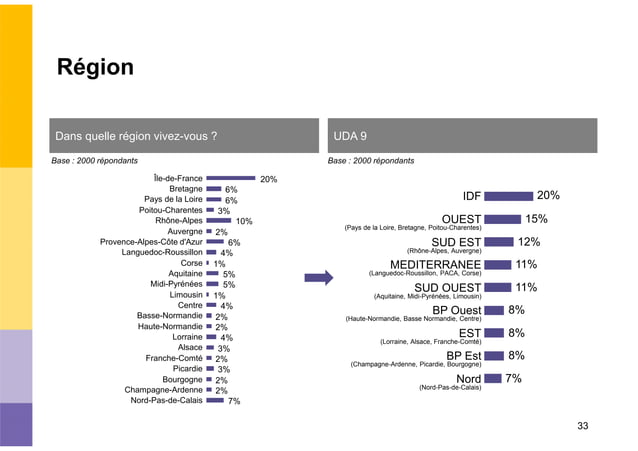 Région
Dans quelle région vivez-vous ?
Base : 2000 répondants
Île-de-France 20%
Bretagne 6%
Pays de la Loire 6%
Poitou-Charentes 3%
Rhône-Alpes 10%
Auvergne 2%
Provence-Alpes-Côte d'Azur 6%
Languedoc-Roussillon 4%
Corse 1%
Aquitaine 5%
Midi-Pyrénées 5%
Limousin 1%
Centre 4%
Basse-Normandie 2%
Haute-Normandie 2%
Lorraine 4%
Alsace 3%
Franche-Comté 2%
Picardie 3%
Bourgogne 2%
Champagne-Ardenne 2%
Nord-Pas-de-Calais 7%
UDA 9
Base : 2000 répondants
IDF 20%
OUEST 15%
(Pays de la Loire, Bretagne, Poitou-Charentes)
SUD EST 12%
(Rhône-Alpes, Auvergne)
MEDITERRANEE 11%
(Languedoc-Roussillon, PACA, Corse)
SUD OUEST 11%
(Aquitaine, Midi-Pyrénées, Limousin)
BP Ouest 8%
(Haute-Normandie, Basse Normandie, Centre)
EST 8%
(Lorraine, Alsace, Franche-Comté)
BP Est 8%
(Champagne-Ardenne, Picardie, Bourgogne)
Nord 7%
(Nord-Pas-de-Calais)
33